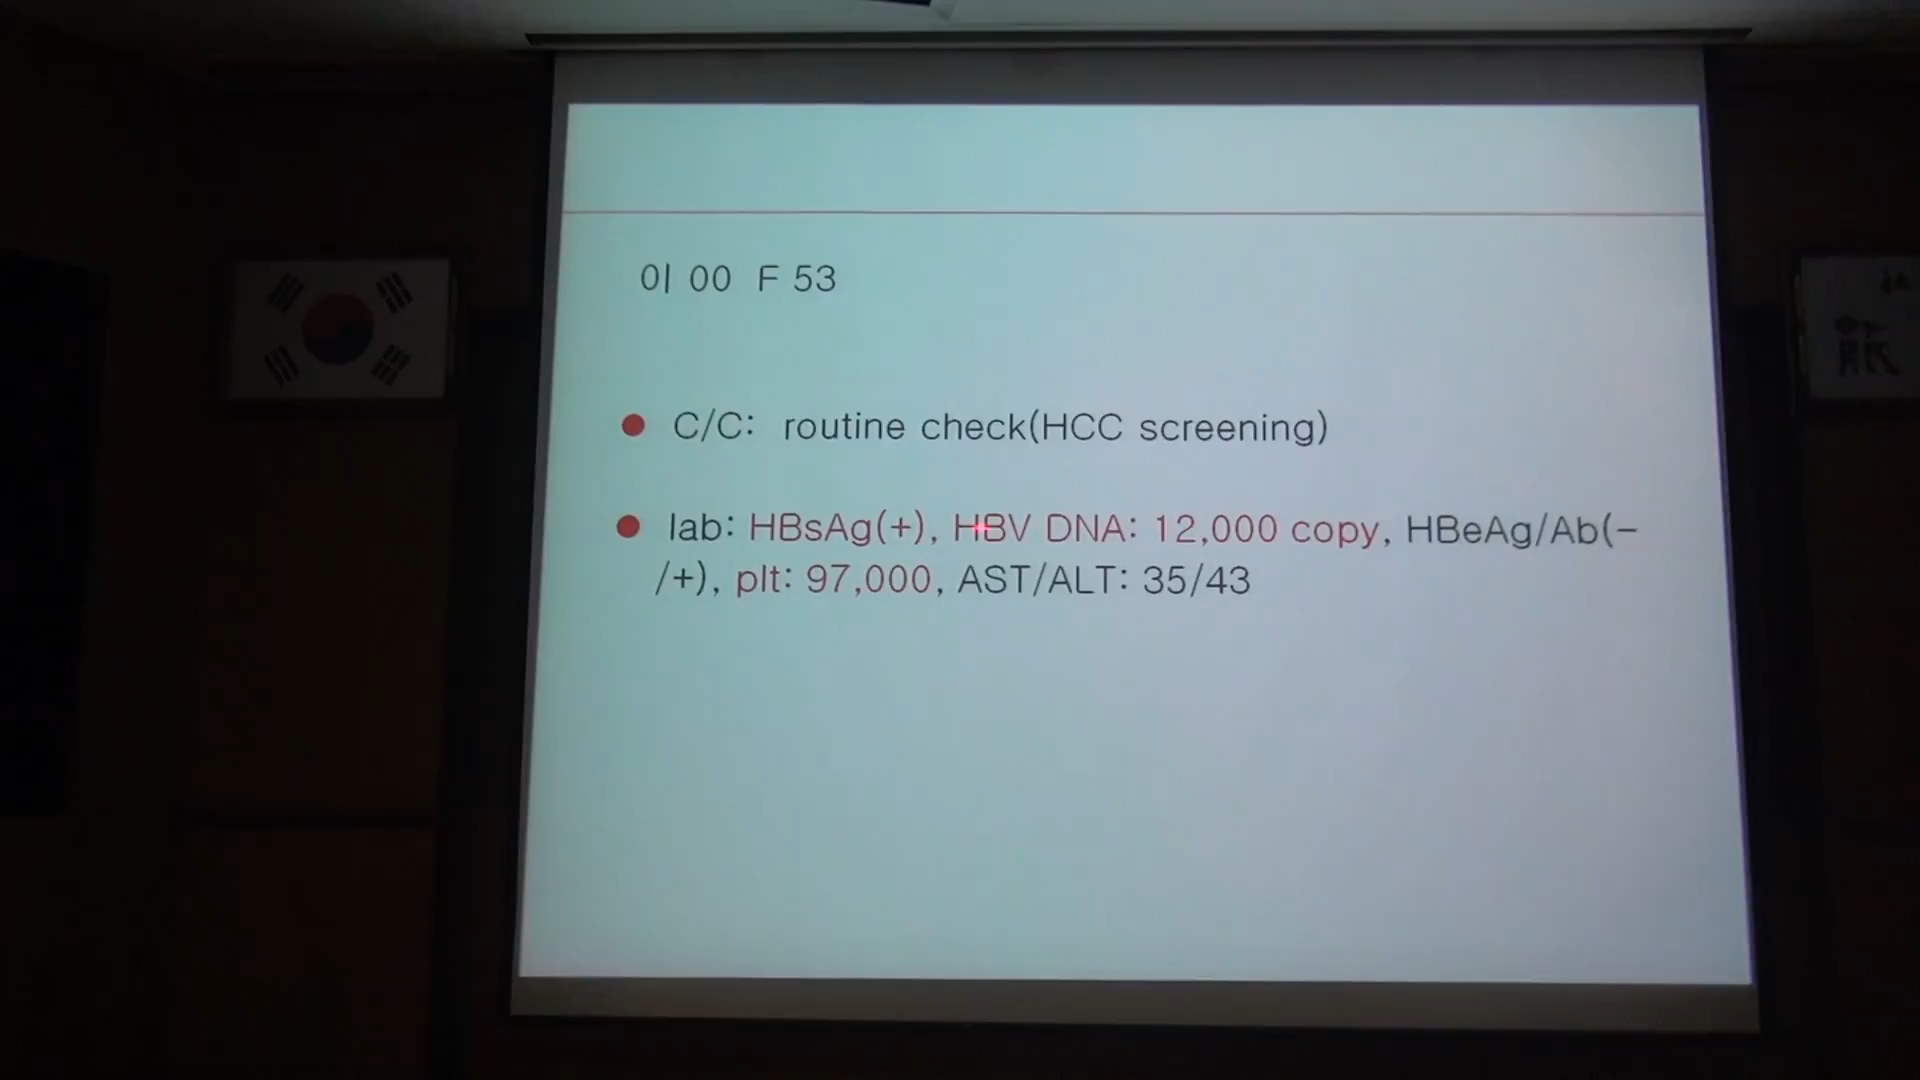 이 00 F 53
C/C: routine check(HCC screening)
lab: HBsAg(+), HBV DNA: 12,000 copy, HBeAg/Ab(-
/+), plt: 97,000, AST/ALT: 35/43